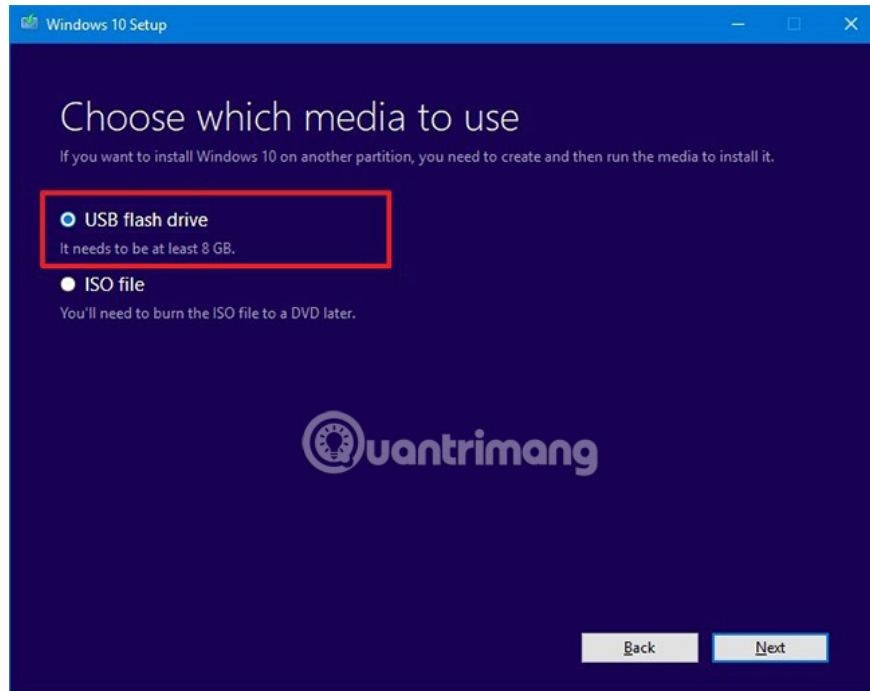 Windows 10 Setup
Choose which media to use
If you want to install Windows 10 on another partition, you need to create and then run the media to install it.
USB flash drive
It needs to be at least 8 GB.
ISO file
You'll need to burn the ISO file to a DVD later.
Quantrimang
Back
Next